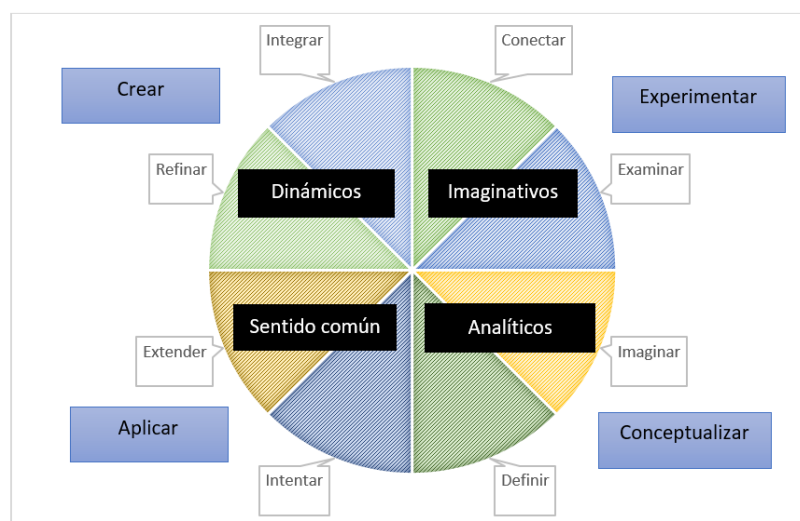 Integrar
Conectar
Crear
Experimentar
Refinar
Dinámicos
Imaginativos
Examinar
Sentido común
Analíticos
Extender
Imaginar
Aplicar
Conceptualizar
Intentar
Definir